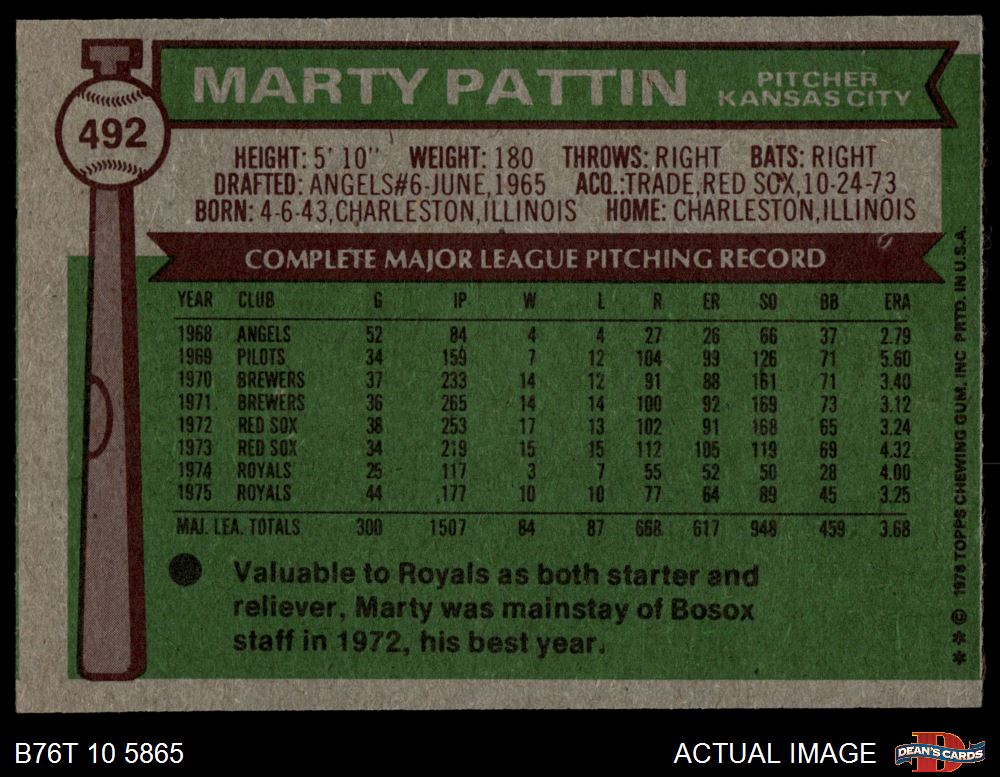 492
MARTY PATTIN
PITCHER
KANSAS CITY
HEIGHT: 5' 10" WEIGHT: 180 THROWS: RIGHT BATS: RIGHT
DRAFTED: ANGELS#6-JUNE,1965 ACQ.:TRADE,RED SOX,10-24-73
BORN: 4-6-43,CHARLESTON,ILLINOIS HOME: CHARLESTON,ILLINOIS
COMPLETE MAJOR LEAGUE PITCHING RECORD
YEAR CLUB G IP W L R ER SO BB ERA
1968 ANGELS 52 84 4 4 27 26 66 37 2.79
1969 PILOTS 34 159 7 12 104 99 126 71 5.60
1970 BREWERS 37 233 14 12 91 88 161 71 3.40
1971 BREWERS 36 265 14 14 100 92 169 73 3.12
1972 RED SOX 38 253 17 13 102 91 168 65 3.24
1973 RED SOX 34 219 15 15 112 105 119 69 4.32
1974 ROYALS 25 117 3 7 55 52 50 28 4.00
1975 ROYALS 44 177 10 10 77 64 89 45 3.25
MAJ. LEA. TOTALS 300 1507 84 87 668 617 948 459 3.68
Valuable to Royals as both starter and
reliever, Marty was mainstay of Bosox
staff in 1972, his best year.
** © 1976 TOPPS CHEWING GUM, INC PRTD. IN U.S.A.
B76T 10 5865
ACTUAL IMAGE
DEAN'S CARDS